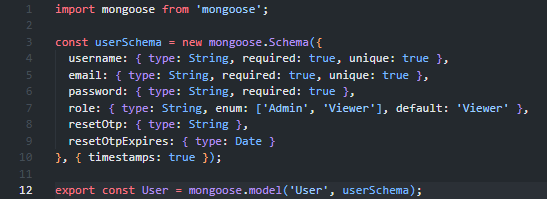 1 import mongoose from 'mongoose';
2
3 const userSchema = new mongoose.Schema({
4   username: { type: String, required: true, unique: true },
5   email: { type: String, required: true, unique: true },
6   password: { type: String, required: true },
7   role: { type: String, enum: ['Admin', 'Viewer'], default: 'Viewer' },
8   resetOtp: { type: String },
9   resetOtpExpires: { type: Date }
10 }, { timestamps: true });
11
12 export const User = mongoose.model('User', userSchema);